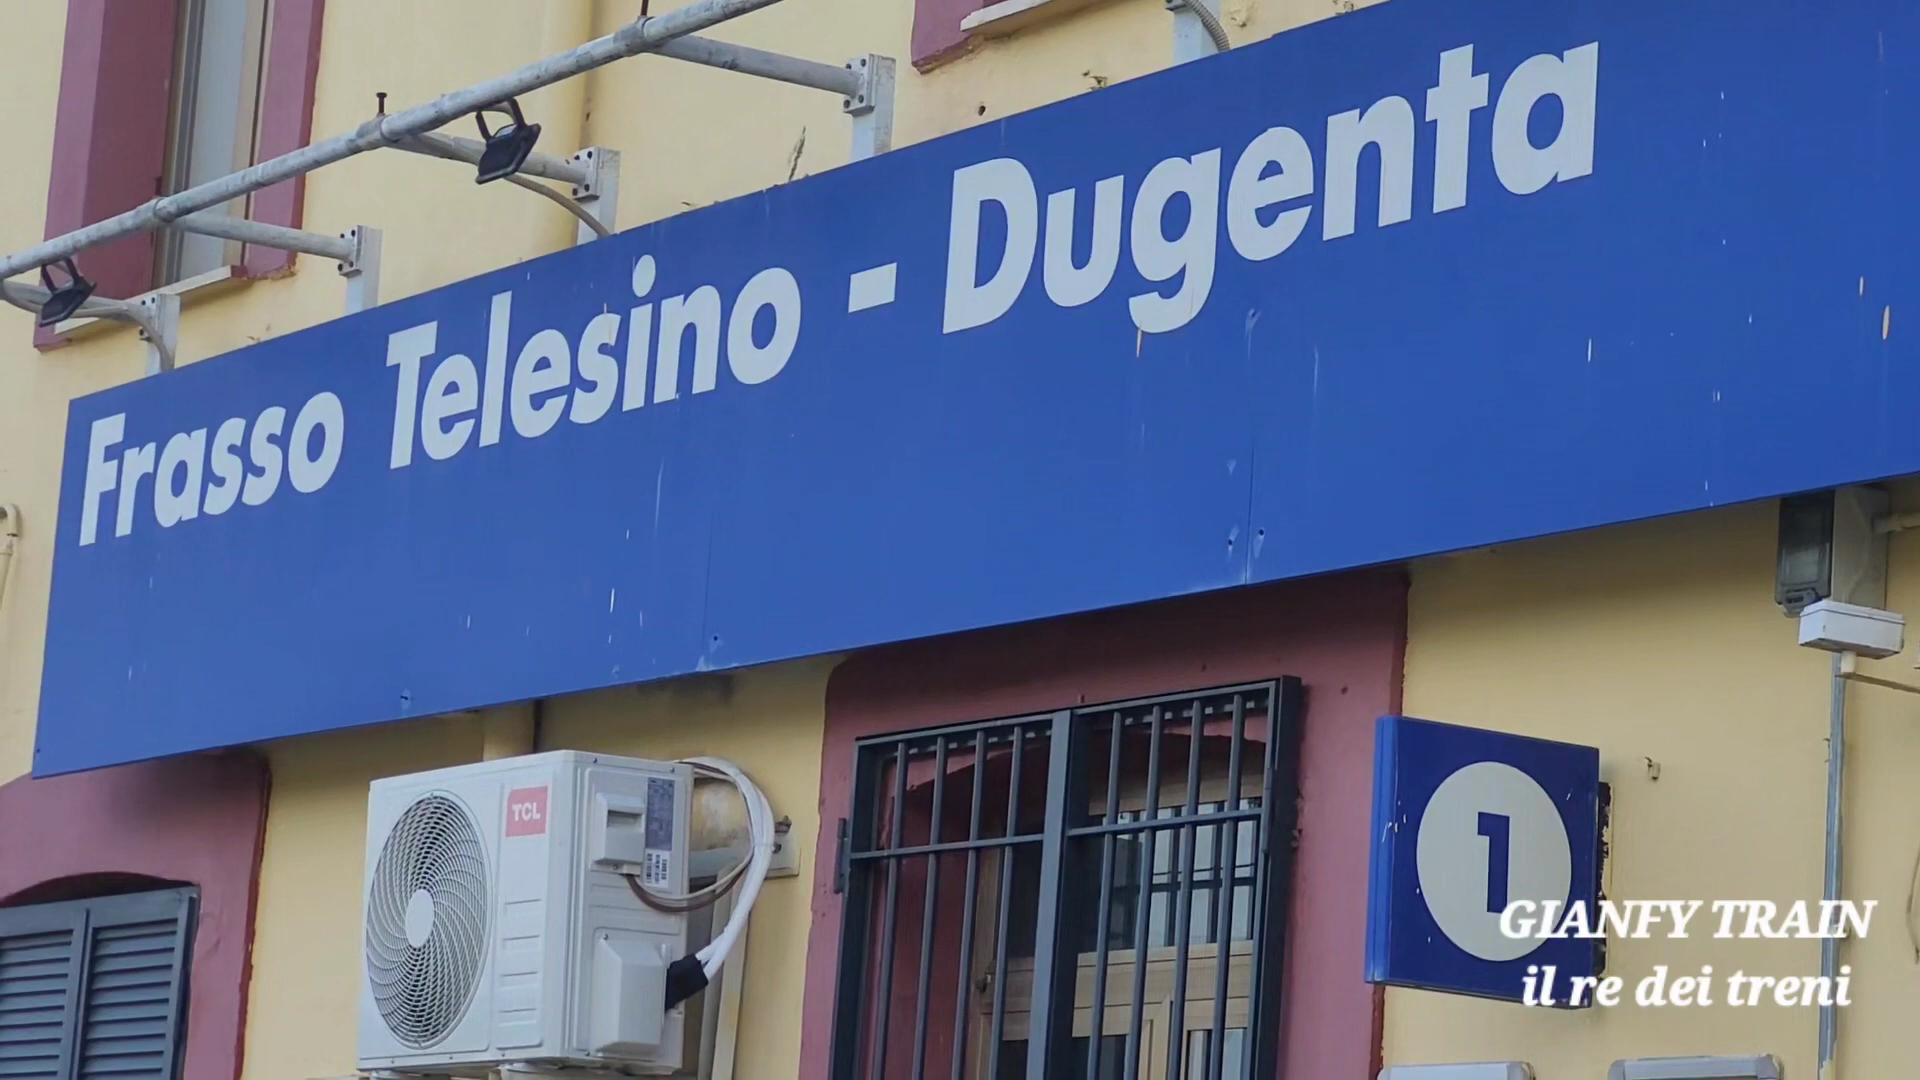 Frasso Telesino - Dugenta
TCL
1
GIANFY TRAIN
il re dei treni